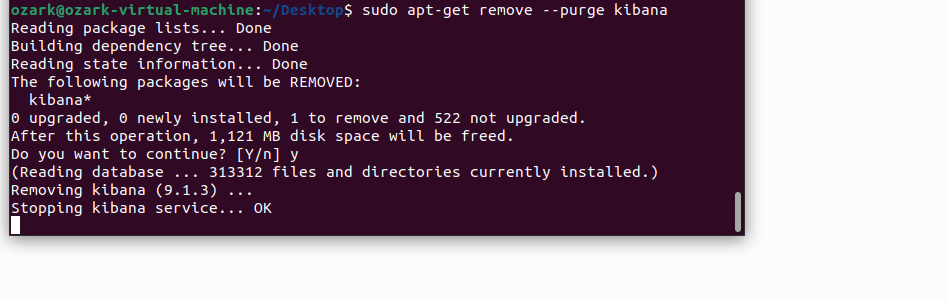 ozark@ozark-virtual-machine:~/Desktop$ sudo apt-get remove --purge kibana
Reading package lists... Done
Building dependency tree... Done
Reading state information... Done
The following packages will be REMOVED:
  kibana*
0 upgraded, 0 newly installed, 1 to remove and 522 not upgraded.
After this operation, 1,121 MB disk space will be freed.
Do you want to continue? [Y/n] y
(Reading database ... 313312 files and directories currently installed.)
Removing kibana (9.1.3) ...
Stopping kibana service... OK